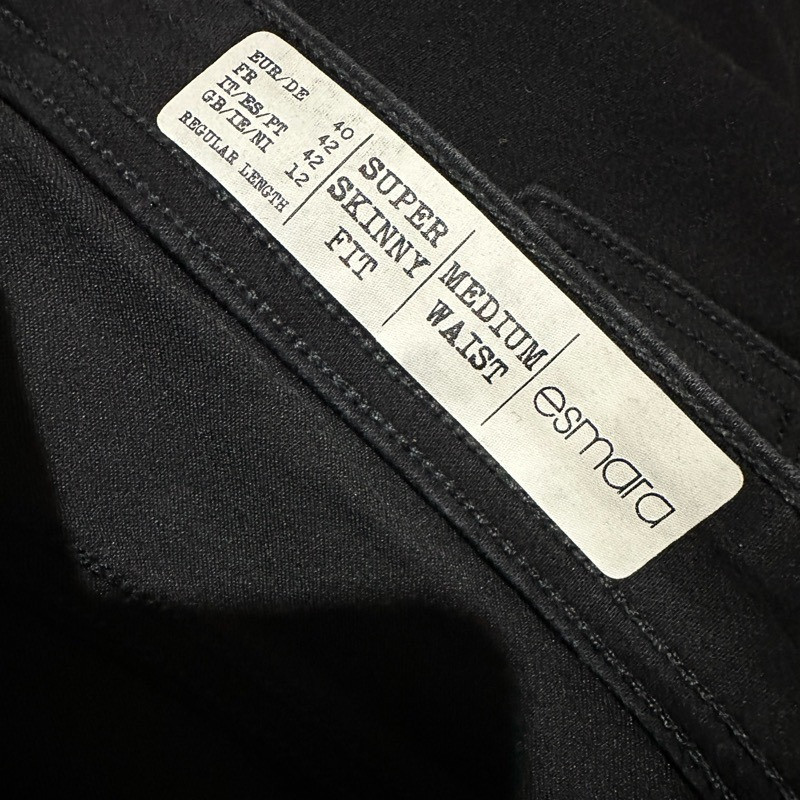 EUR/DE 40
FR 42
IT/ES/PT 42
GB/IE/NI 12
REGULAR LENGTH
SUPER
SKINNY
FIT
MEDIUM
WAIST
esmara